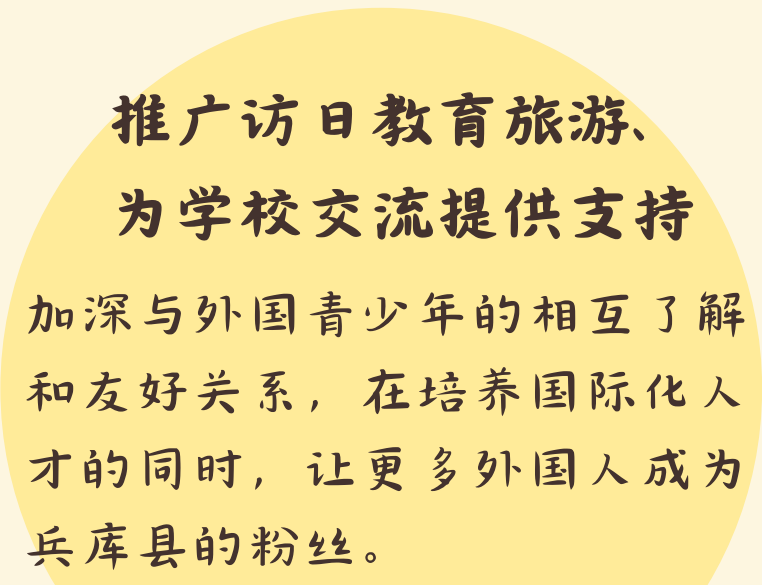 推广访日教育旅游、
为学校交流提供支持
加深与外国青少年的相互了解
和友好关系，在培养国际化人
才的同时，让更多外国人成为
兵库县的粉丝。